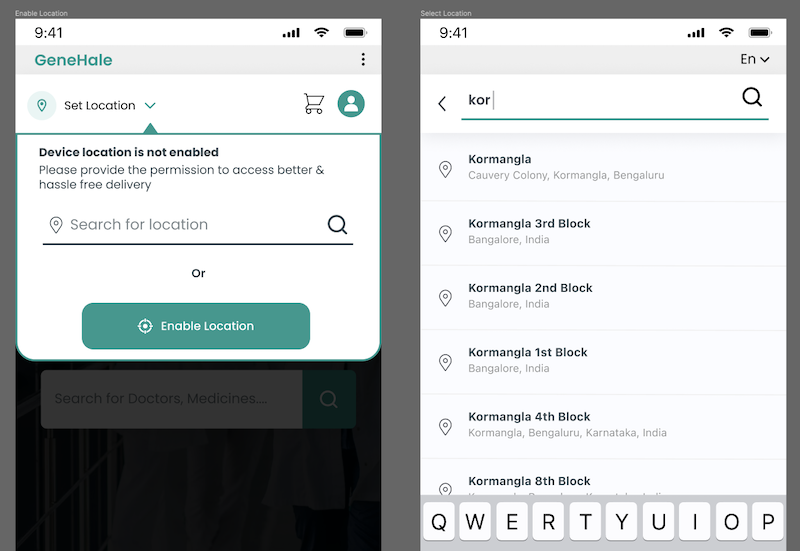 Enable Location
9:41
GeneHale
Set Location
Device location is not enabled
Please provide the permission to access better &
hassle free delivery
Search for location
Or
Enable Location
Search for Doctors, Medicines....
Select Location
9:41
En
kor
Kormangla
Cauvery Colony, Kormangla, Bengaluru
Kormangla 3rd Block
Bangalore, India
Kormangla 2nd Block
Bangalore, India
Kormangla 1st Block
Bangalore, India
Kormangla 4th Block
Kormangla, Bengaluru, Karnataka, India
Kormangla 8th Block
Q W E R T Y U I O P